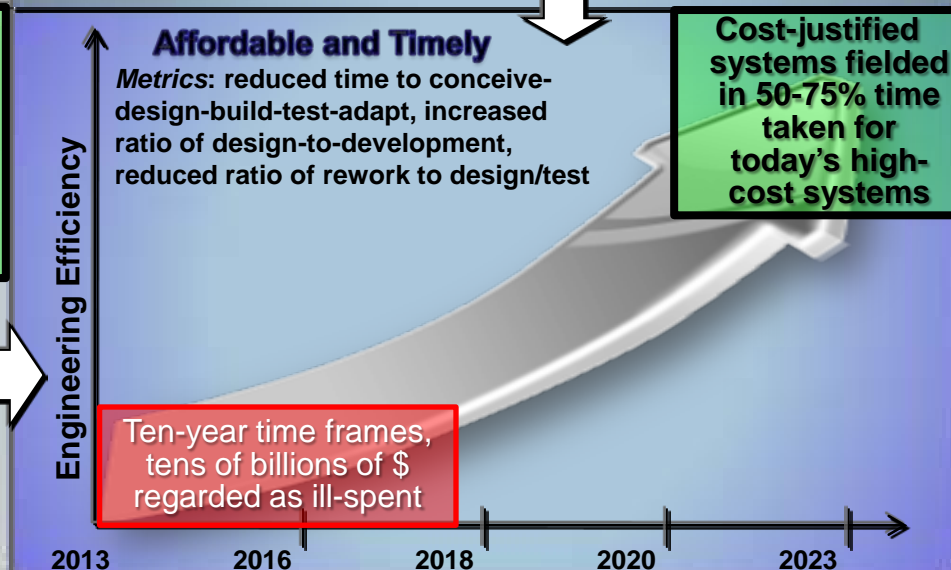 Affordable and Timely
Metrics: reduced time to conceive-
design-build-test-adapt, increased
ratio of design-to-development,
reduced ratio of rework to design/test
Cost-justified
systems fielded
in 50-75% time
taken for
today's high-
cost systems
Engineering Efficiency
Ten-year time frames,
tens of billions of $
regarded as ill-spent
2013 2016 2018 2020 2023